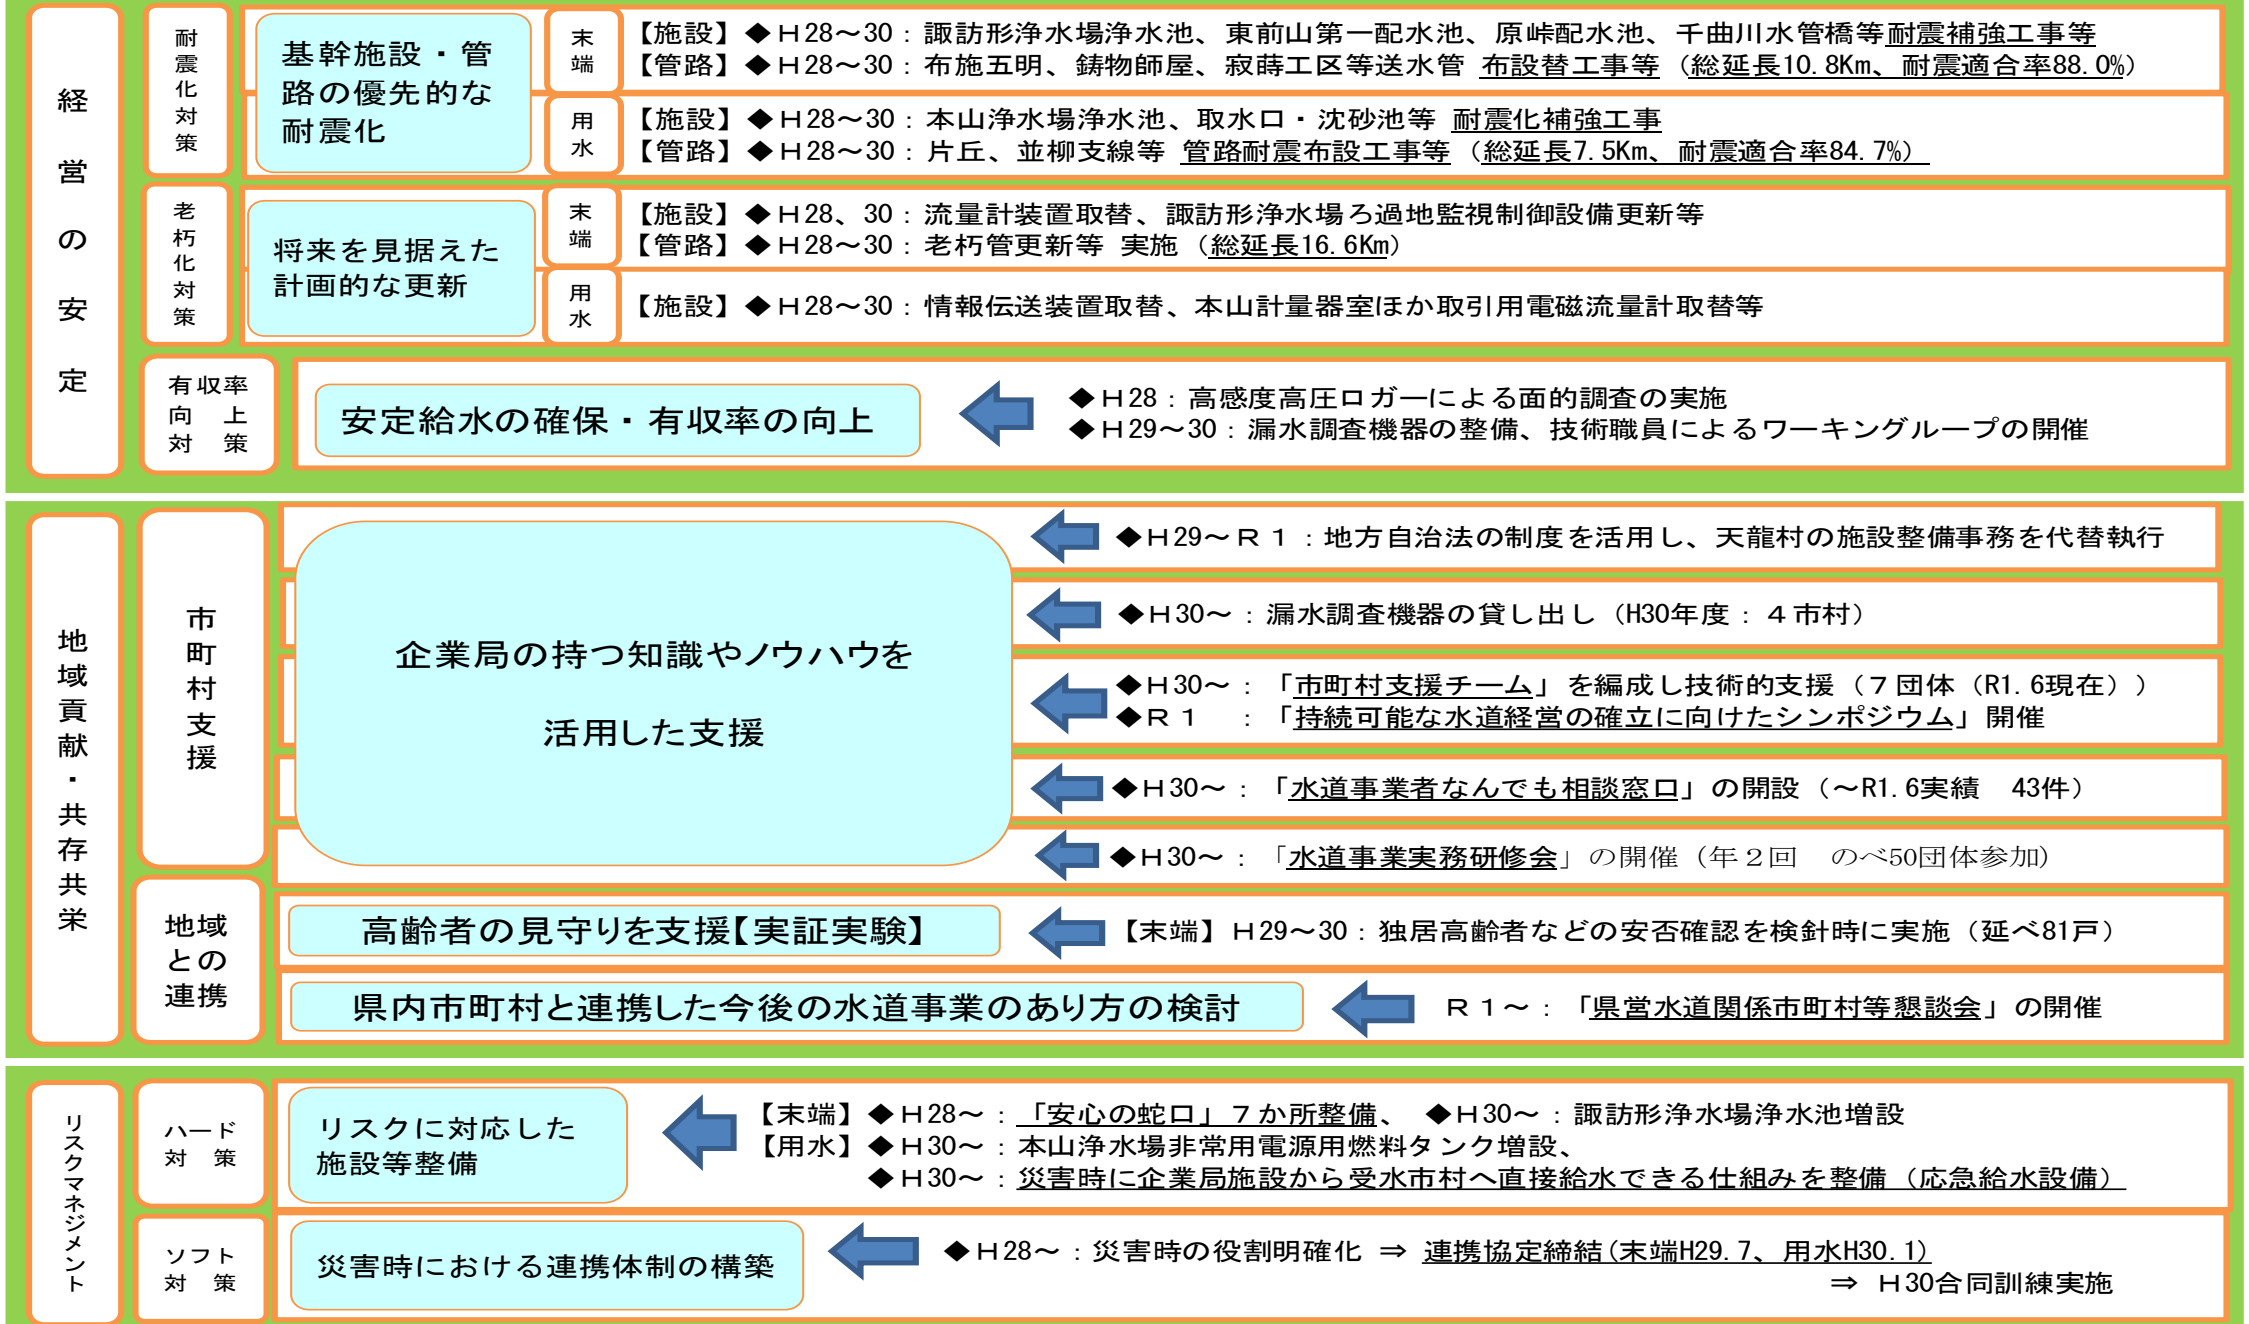 経営の安定
耐震化対策
基幹施設・管
路の優先的な
耐震化
末端
【施設】◆H28～30：諏訪形浄水場浄水池、東前山第一配水池、原峠配水池、千曲川水管橋等耐震補強工事等
【管路】◆H28～30：布施五明、鋳物師屋、寂蒔工区等送水管 布設替工事等（総延長10.8Km、耐震適合率88.0%）
用水
【施設】◆H28～30：本山浄水場浄水池、取水口・沈砂池等 耐震化補強工事
【管路】◆H28～30：片丘、並柳支線等 管路耐震布設工事等（総延長7.5Km、耐震適合率84.7%）
老朽化対策
将来を見据えた
計画的な更新
末端
【施設】◆H28、30：流量計装置取替、諏訪形浄水場ろ過地監視制御設備更新等
【管路】◆H28～30：老朽管更新等 実施（総延長16.6Km）
用水
【施設】◆H28～30：情報伝送装置取替、本山計量器室ほか取引用電磁流量計取替等
有収率
向　上
対　策
安定給水の確保・有収率の向上
◆H28：高感度高圧ロガーによる面的調査の実施
◆H29～30：漏水調査機器の整備、技術職員によるワーキングループの開催
地域貢献・共存共栄
市町村支援
企業局の持つ知識やノウハウを
活用した支援
◆H29～R１：地方自治法の制度を活用し、天龍村の施設整備事務を代替執行
◆H30～：漏水調査機器の貸し出し（H30年度：４市村）
◆H30～：「市町村支援チーム」を編成し技術的支援（７団体（R1.6現在））
◆R１　：「持続可能な水道経営の確立に向けたシンポジウム」開催
◆H30～：「水道事業者なんでも相談窓口」の開設（～R1.6実績　43件）
◆H30～：「水道事業実務研修会」の開催（年２回　のべ50団体参加）
地域
との
連携
高齢者の見守りを支援【実証実験】
【末端】H29～30：独居高齢者などの安否確認を検針時に実施（延べ81戸）
県内市町村と連携した今後の水道事業のあり方の検討
R１～：「県営水道関係市町村等懇談会」の開催
リスクマネジメント
ハード
対　策
リスクに対応した
施設等整備
【末端】◆H28～：「安心の蛇口」７か所整備、 ◆H30～：諏訪形浄水場浄水池増設
【用水】◆H30～：本山浄水場非常用電源用燃料タンク増設、
◆H30～：災害時に企業局施設から受水市村へ直接給水できる仕組みを整備（応急給水設備）
ソフト
対　策
災害時における連携体制の構築
◆H28～：災害時の役割明確化 ⇒ 連携協定締結(末端H29.7、用水H30.1)
⇒ H30合同訓練実施